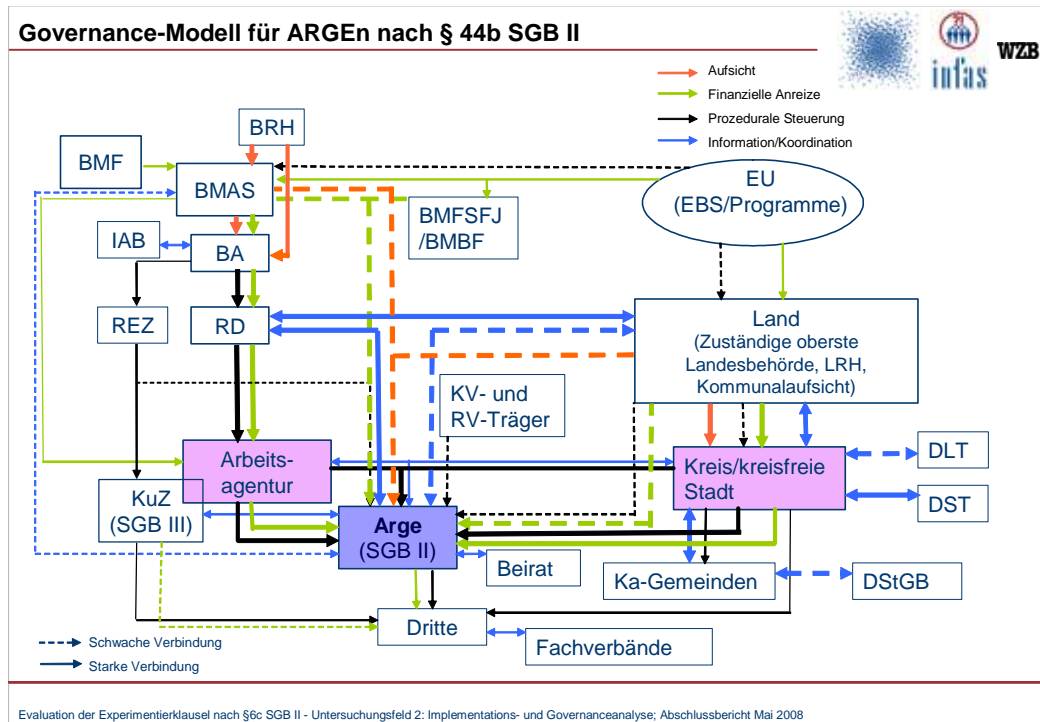 Governance-Modell für ARGEn nach § 44b SGB II
infas
WZB
Aufsicht
Finanzielle Anreize
Prozedurale Steuerung
Information/Koordination
BRH
BMF
BMAS
EU
(EBS/Programme)
BMFSFJ
/BMBF
IAB
BA
REZ
RD
Land
(Zuständige oberste
Landesbehörde, LRH,
Kommunalaufsicht)
KV- und
RV-Träger
Arbeits-
agentur
Kreis/kreisfreie
Stadt
DLT
KuZ
(SGB III)
DST
Arge
(SGB II)
Beirat
Ka-Gemeinden
DStGB
Dritte
Fachverbände
Schwache Verbindung
Starke Verbindung
Evaluation der Experimentierklausel nach §6c SGB II - Untersuchungsfeld 2: Implementations- und Governanceanalyse; Abschlussbericht Mai 2008